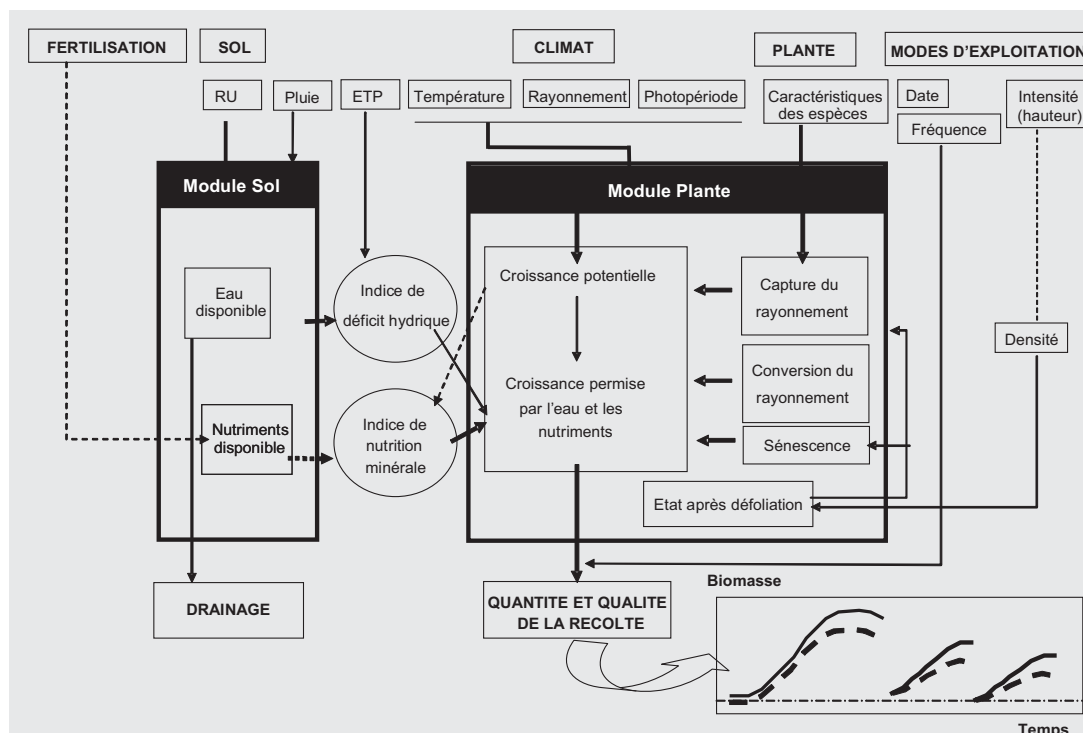 FERTILISATION
SOL
CLIMAT
PLANTE
MODES D'EXPLOITATION
RU
Pluie
ETP
Température
Rayonnement
Photopériode
Caractéristiques
des espèces
Date
Fréquence
Intensité
(hauteur)
Module Sol
Module Plante
Eau
disponible
Indice de
déficit hydrique
Croissance potentielle
Capture du
rayonnement
Densité
Nutriments
disponible
Indice de
nutrition
minérale
Croissance permise
par l'eau et les
nutriments
Conversion du
rayonnement
Sénescence
Etat après défoliation
DRAINAGE
QUANTITE ET QUALITE
DE LA RECOLTE
Biomasse
Temps